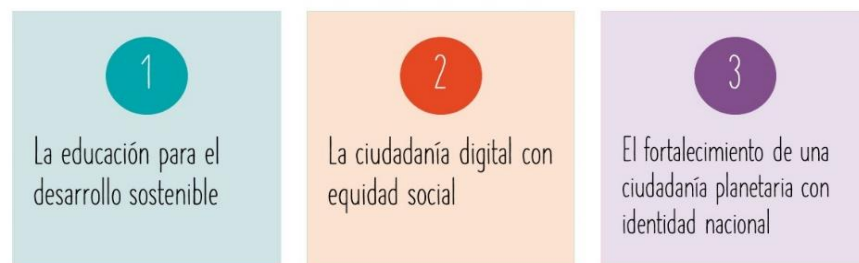 1
La educación para el
desarrollo sostenible
2
La ciudadanía digital con
equidad social
3
El fortalecimiento de una
ciudadanía planetaria con
identidad nacional